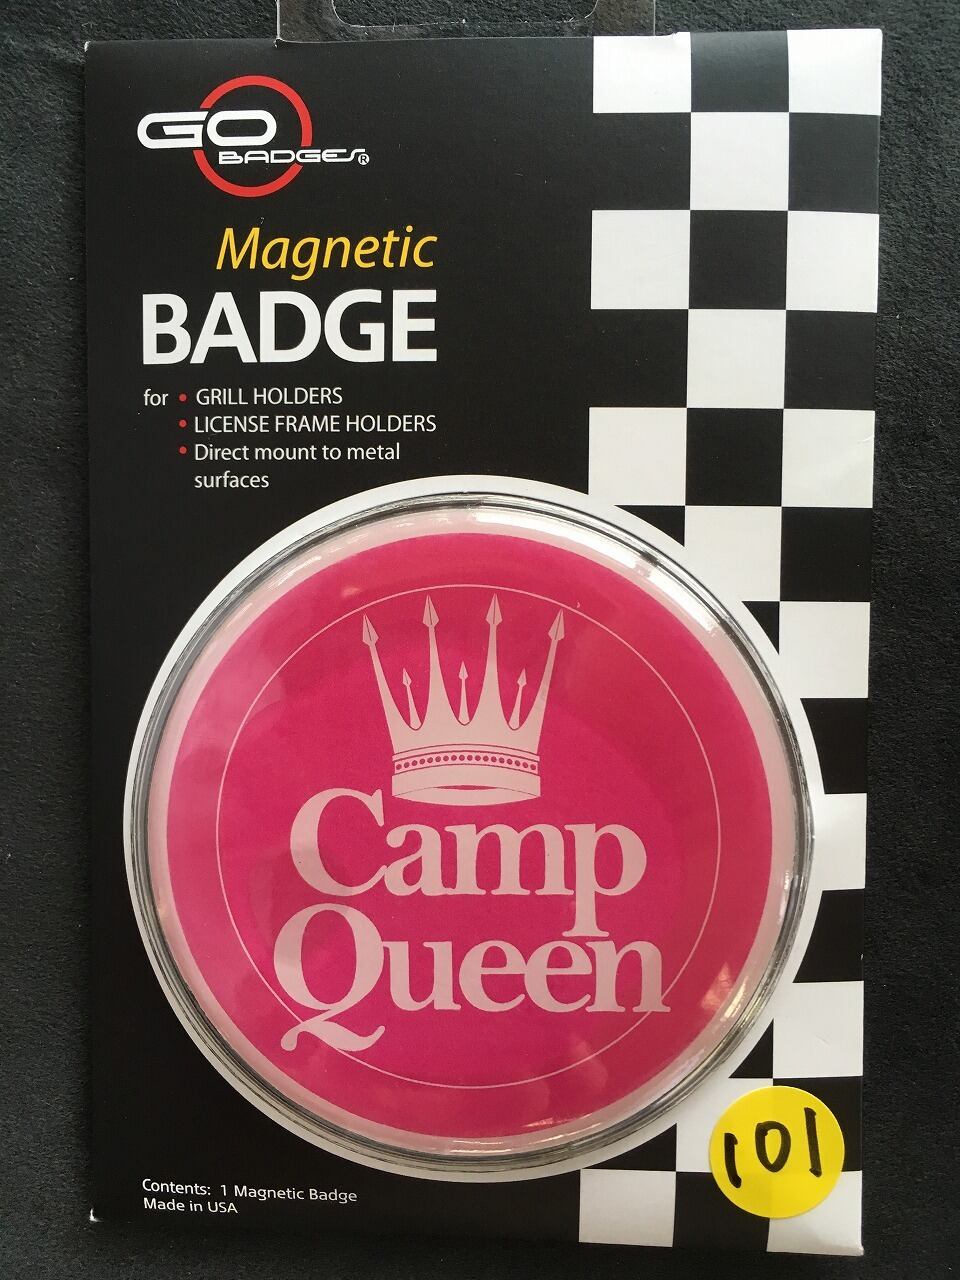 GO
BADGES®
Magnetic
BADGE
for • GRILL HOLDERS
• LICENSE FRAME HOLDERS
• Direct mount to metal
surfaces
Camp
Queen
101
Contents: 1 Magnetic Badge
Made in USA